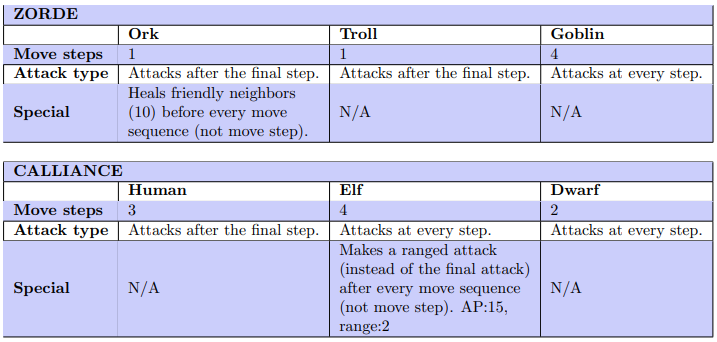 ZORDE
Ork Troll Goblin
Move steps 1 1 4
Attack type Attacks after the final step. Attacks after the final step. Attacks at every step.
Special Heals friendly neighbors (10) before every move sequence (not move step). N/A N/A
CALLIANCE
Human Elf Dwarf
Move steps 3 4 2
Attack type Attacks after the final step. Attacks at every step. Attacks at every step.
Special N/A Makes a ranged attack (instead of the final attack) after every move sequence (not move step). AP:15, range:2 N/A